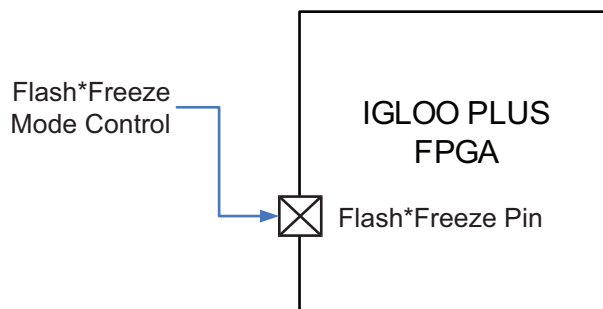 Flash*Freeze
Mode Control
IGLOO PLUS
FPGA
Flash*Freeze Pin